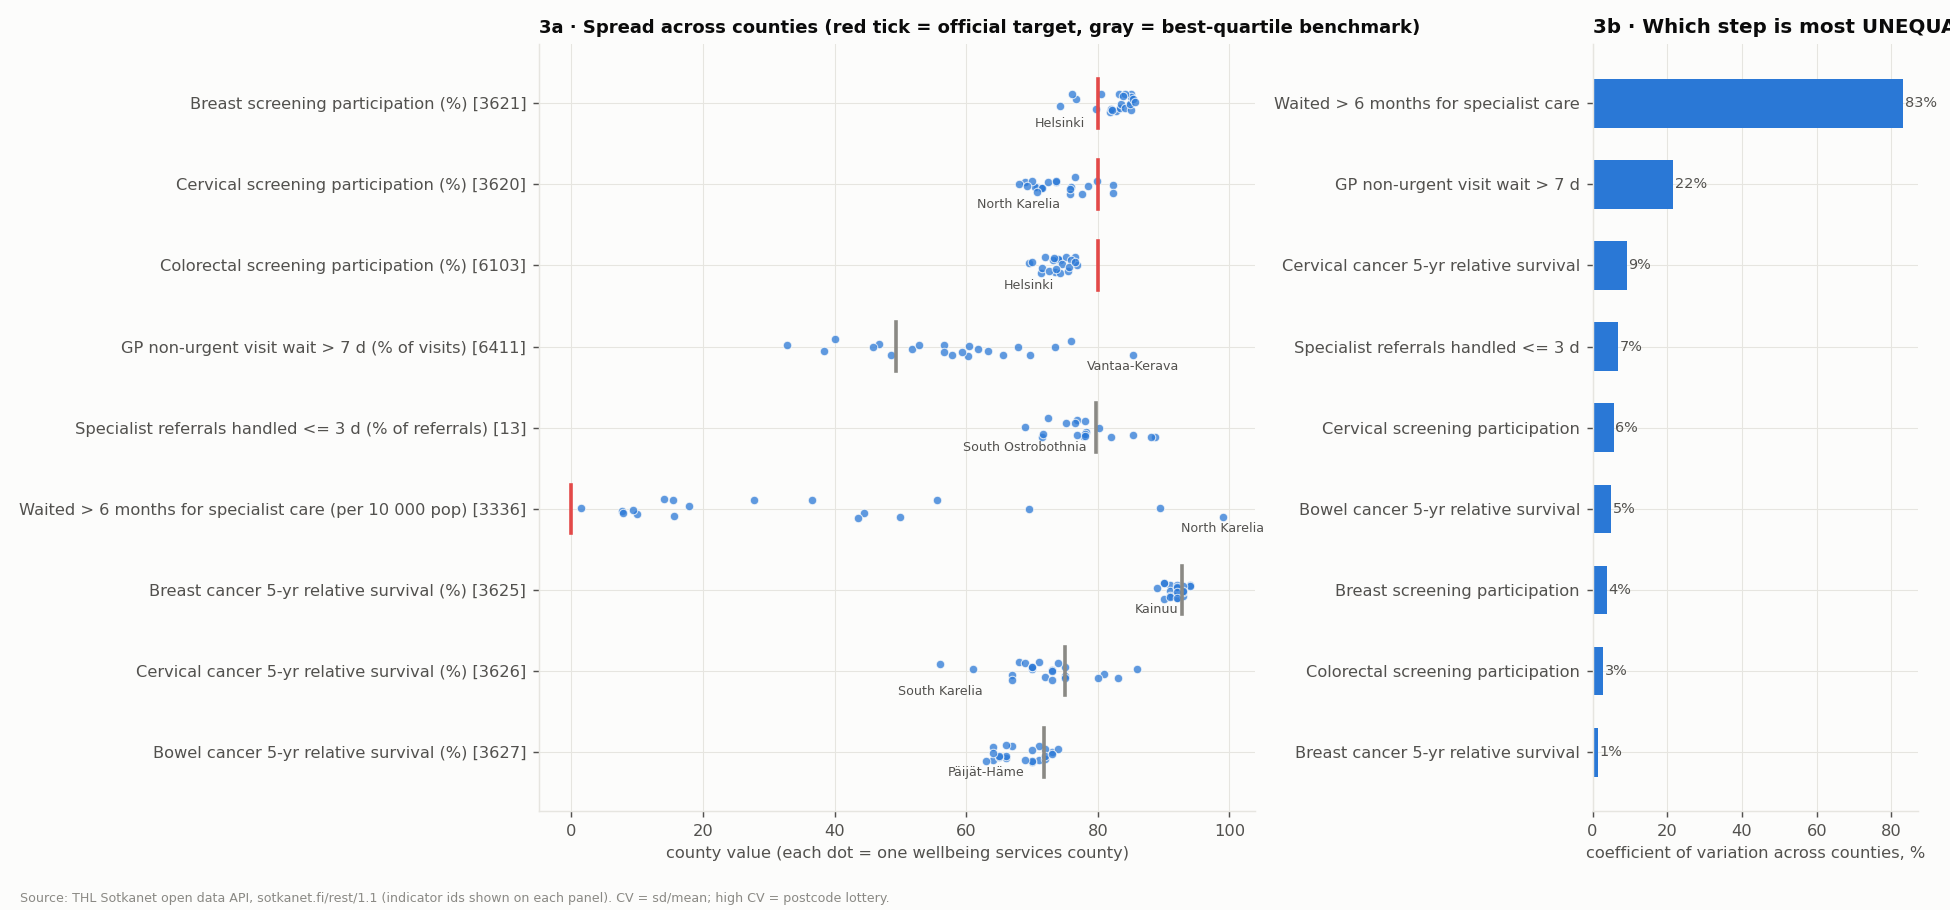 3a · Spread across counties (red tick = official target, gray = best-quartile benchmark)
Breast screening participation (%) [3621]
Helsinki
Cervical screening participation (%) [3620]
North Karelia
Colorectal screening participation (%) [6103]
Helsinki
GP non-urgent visit wait > 7 d (% of visits) [6411]
Vantaa-Kerava
Specialist referrals handled <= 3 d (% of referrals) [13]
South Ostrobothnia
Waited > 6 months for specialist care (per 10 000 pop) [3336]
North Karelia
Breast cancer 5-yr relative survival (%) [3625]
Kainuu
Cervical cancer 5-yr relative survival (%) [3626]
South Karelia
Bowel cancer 5-yr relative survival (%) [3627]
Päijät-Häme
0 20 40 60 80 100
county value (each dot = one wellbeing services county)
3b · Which step is most UNEQUA
Waited > 6 months for specialist care 83%
GP non-urgent visit wait > 7 d 22%
Cervical cancer 5-yr relative survival 9%
Specialist referrals handled <= 3 d 7%
Cervical screening participation 6%
Bowel cancer 5-yr relative survival 5%
Breast screening participation 4%
Colorectal screening participation 3%
Breast cancer 5-yr relative survival 1%
0 20 40 60 80
coefficient of variation across counties, %
Source: THL Sotkanet open data API, sotkanet.fi/rest/1.1 (indicator ids shown on each panel). CV = sd/mean; high CV = postcode lottery.